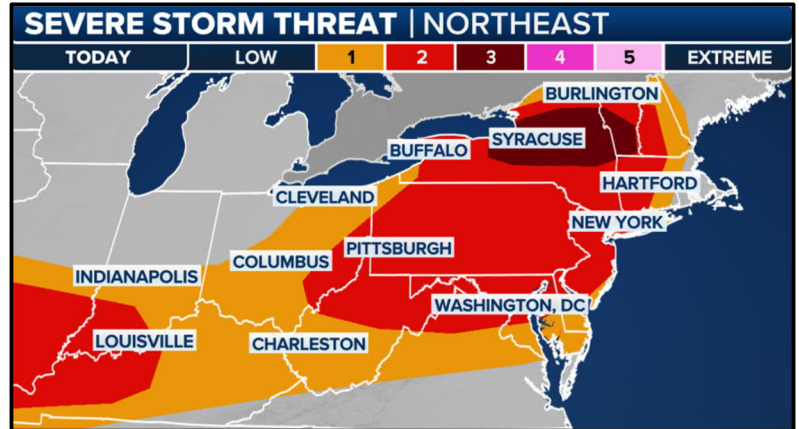 SEVERE STORM THREAT | NORTHEAST
TODAY LOW 1 2 3 4 5 EXTREME
BURLINGTON
SYRACUSE
BUFFALO
HARTFORD
CLEVELAND
NEW YORK
PITTSBURGH
COLUMBUS
INDIANAPOLIS
WASHINGTON, DC
LOUISVILLE
CHARLESTON